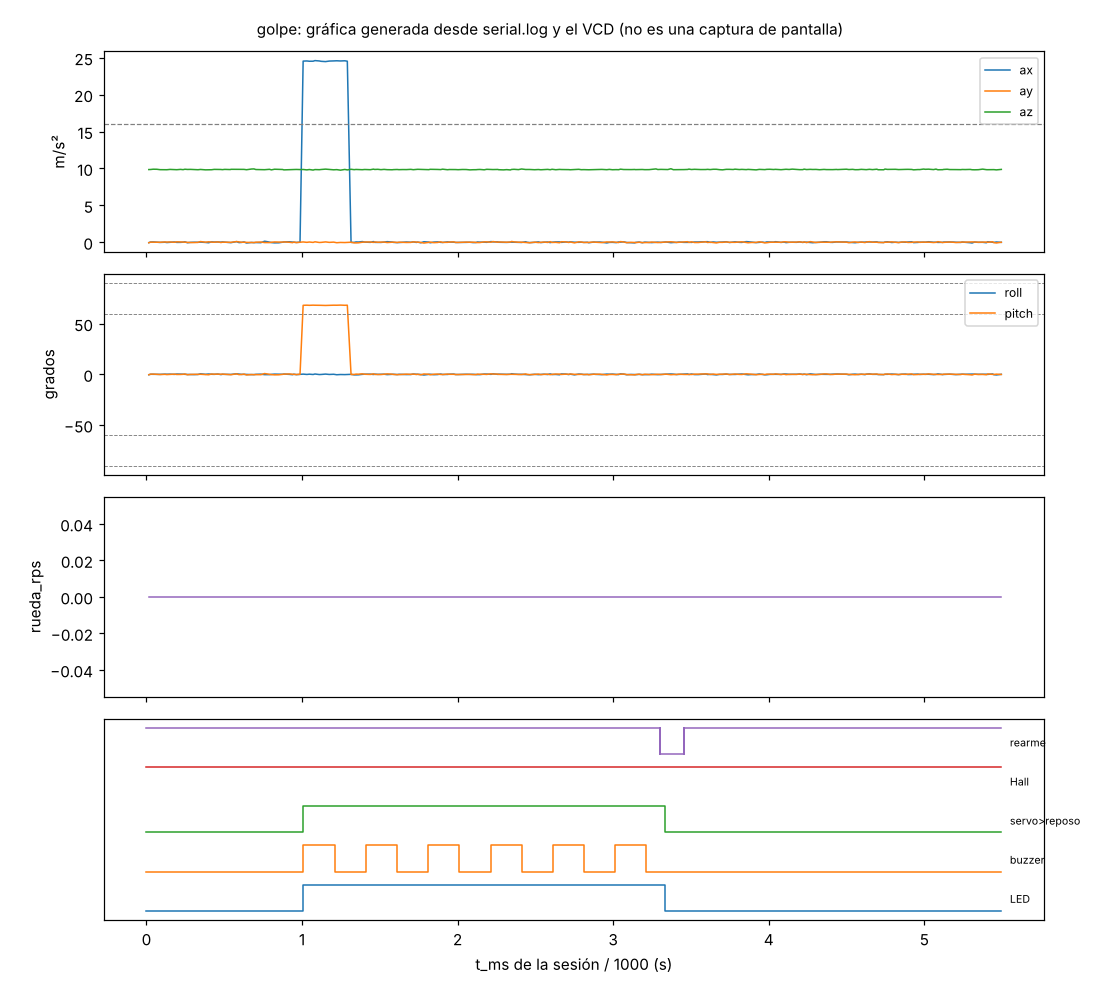 golpe: gráfica generada desde serial.log y el VCD (no es una captura de pantalla)
25
20
15
10
5
0
m/s²
ax
ay
az
50
0
−50
grados
roll
pitch
0.04
0.02
0.00
−0.02
−0.04
rueda_rps
rearme
Hall
servo>reposo
buzzer
LED
0 1 2 3 4 5
t_ms de la sesión / 1000 (s)